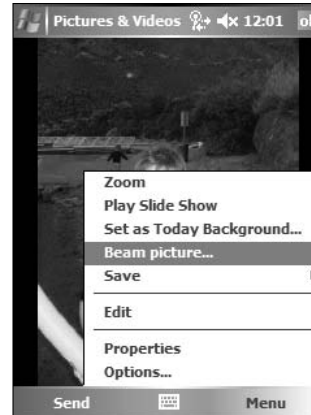 Pictures & Videos 12:01 ok
Zoom
Play Slide Show
Set as Today Background...
Beam picture...
Save
Edit
Properties
Options...
Send Menu